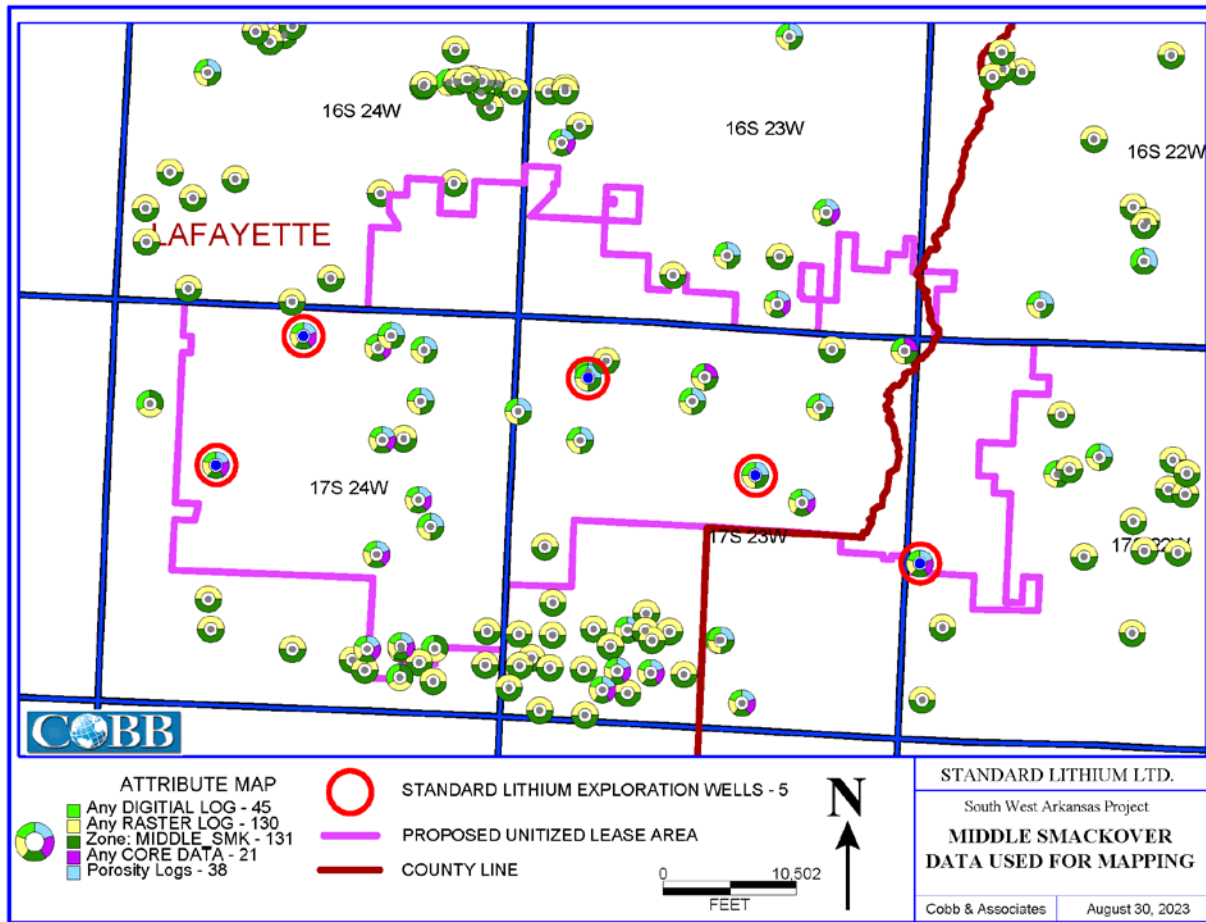 16S 24W
16S 23W
16S 22W
LAFAYETTE
17S 24W
17S 23W
17S 22W
COBB
ATTRIBUTE MAP
Any DIGITIAL LOG - 45
Any RASTER LOG - 130
Zone: MIDDLE_SMK - 131
Any CORE DATA - 21
Porosity Logs - 38
STANDARD LITHIUM EXPLORATION WELLS - 5
PROPOSED UNITIZED LEASE AREA
COUNTY LINE
0 10,502
FEET
N
STANDARD LITHIUM LTD.
South West Arkansas Project
MIDDLE SMACKOVER
DATA USED FOR MAPPING
Cobb & Associates August 30, 2023